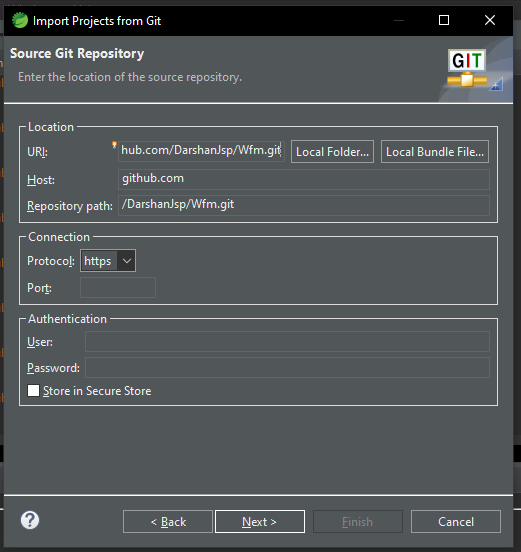 Import Projects from Git
Source Git Repository
Enter the location of the source repository.
GIT
Location
URI: hub.com/DarshanJsp/Wfm.git Local Folder... Local Bundle File...
Host: github.com
Repository path: /DarshanJsp/Wfm.git
Connection
Protocol: https
Port:
Authentication
User:
Password:
Store in Secure Store
? < Back Next > Finish Cancel